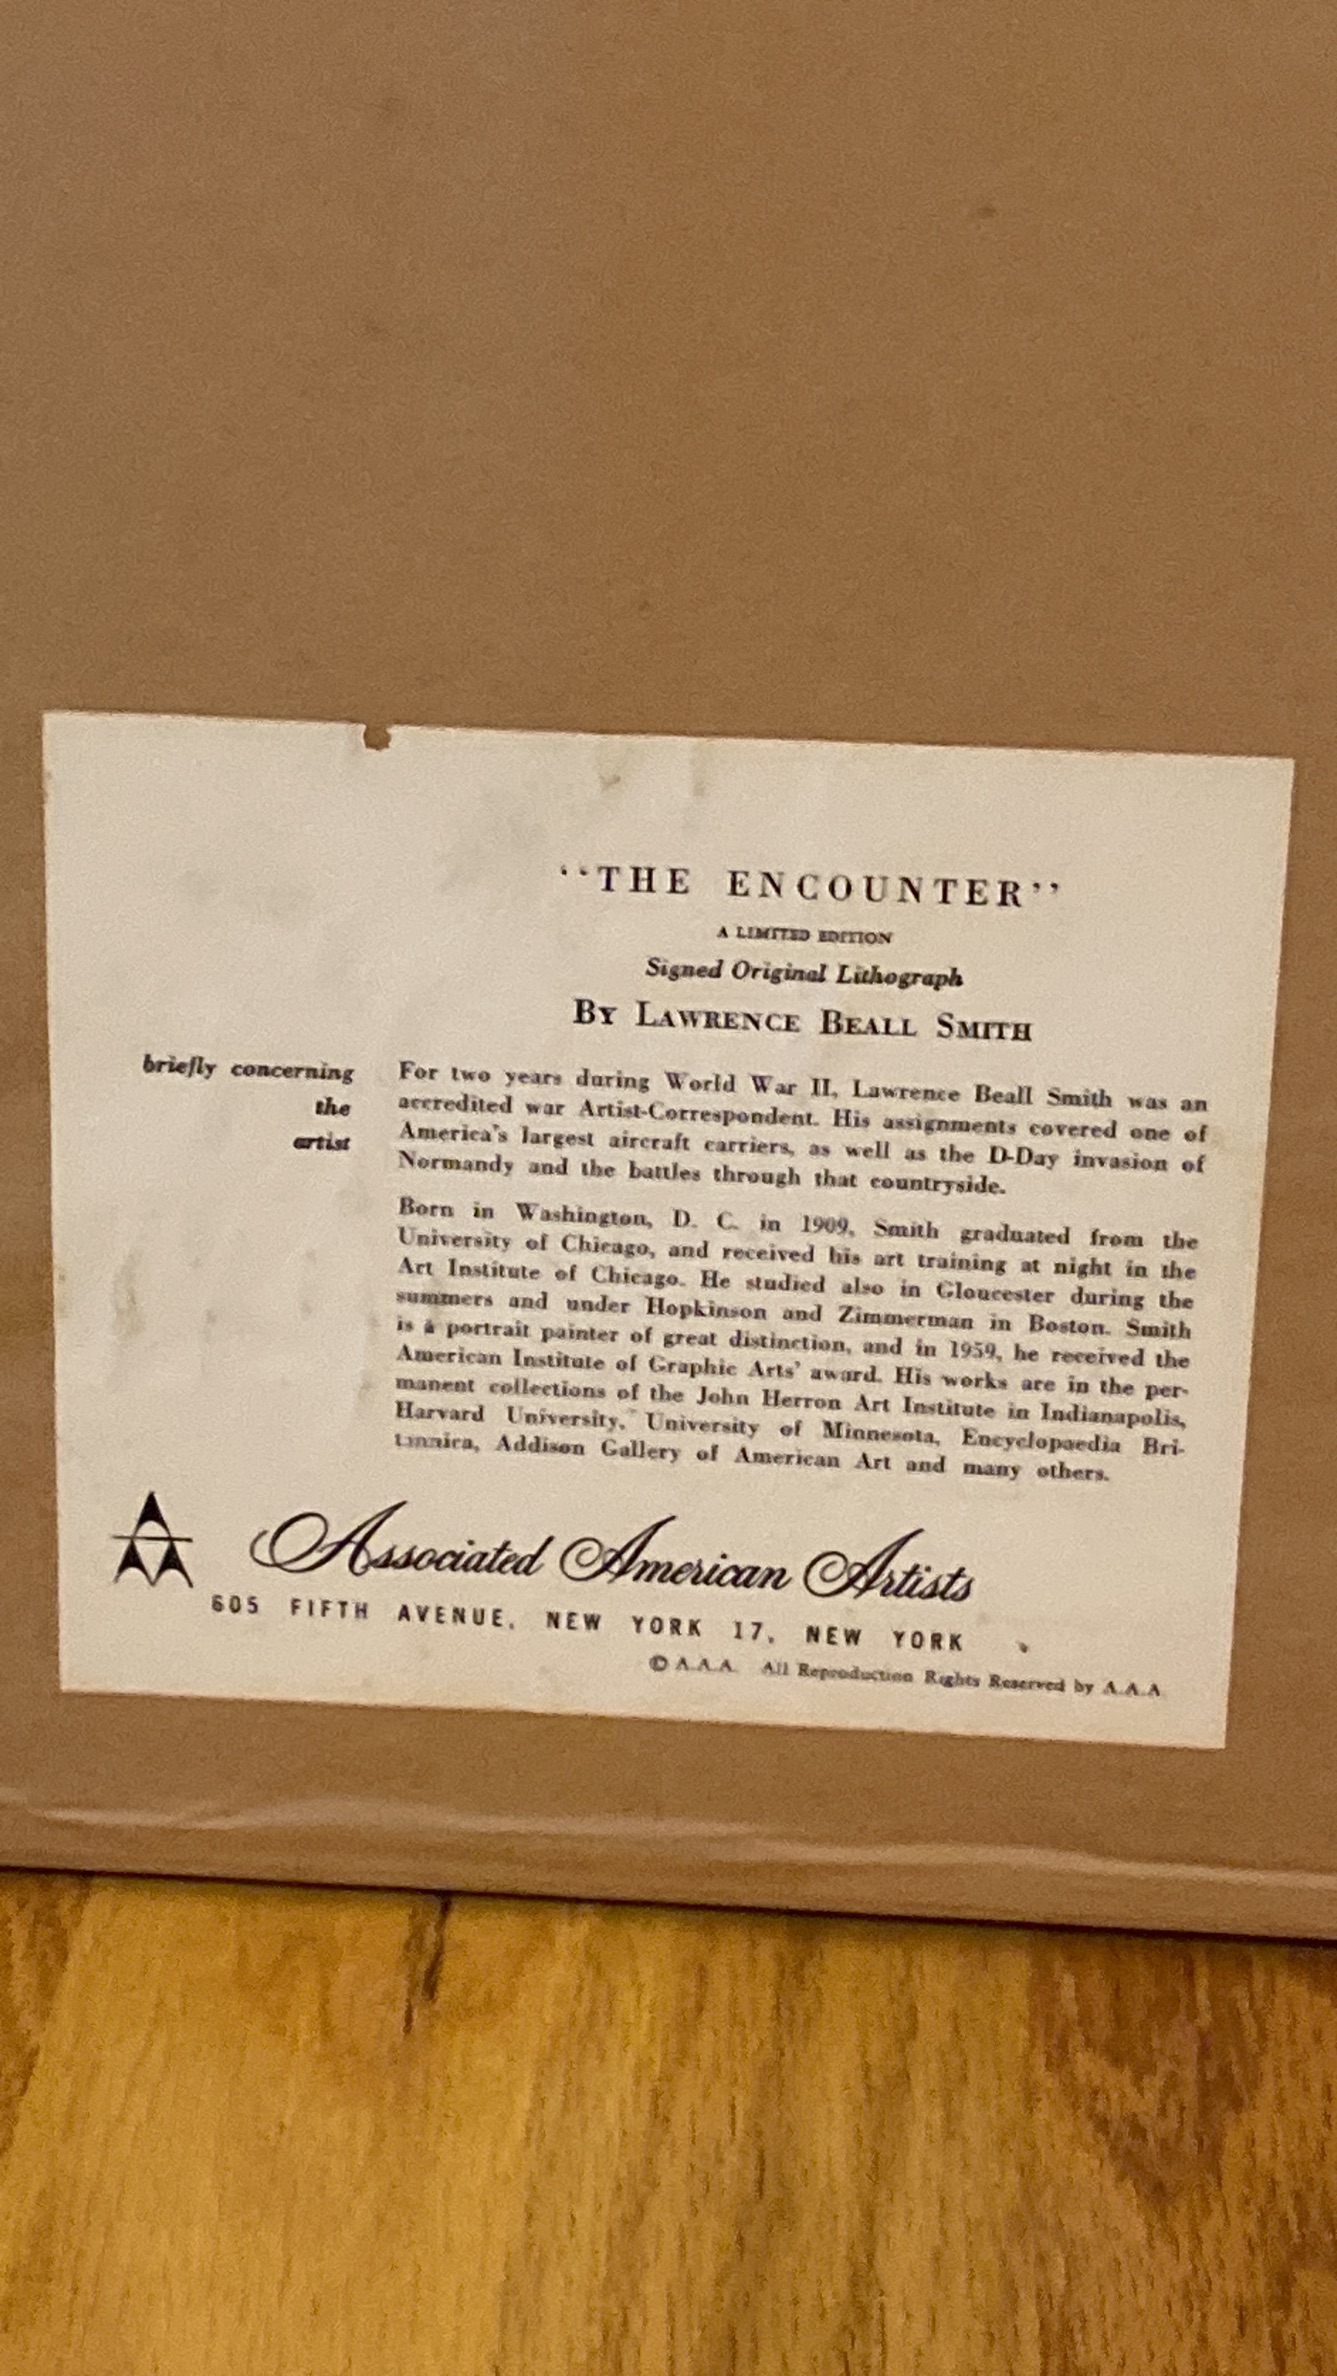 "THE ENCOUNTER"
A LIMITED EDITION
Signed Original Lithograph
By Lawrence Beall Smith
briefly concerning
the
artist
For two years during World War II, Lawrence Beall Smith was an
accredited war Artist-Correspondent. His assignments covered one of
America's largest aircraft carriers, as well as the D-Day invasion of
Normandy and the battles through that countryside.
Born in Washington, D. C. in 1909, Smith graduated from the
University of Chicago, and received his art training at night in the
Art Institute of Chicago. He studied also in Gloucester during the
summers and under Hopkinson and Zimmerman in Boston. Smith
is a portrait painter of great distinction, and in 1959, he received the
American Institute of Graphic Arts' award. His works are in the per-
manent collections of the John Herron Art Institute in Indianapolis,
Harvard University, University of Minnesota, Encyclopaedia Bri-
tannica, Addison Gallery of American Art and many others.
Associated American Artists
605 FIFTH AVENUE, NEW YORK 17, NEW YORK
© A.A.A. All Reproduction Rights Reserved by A.A.A.